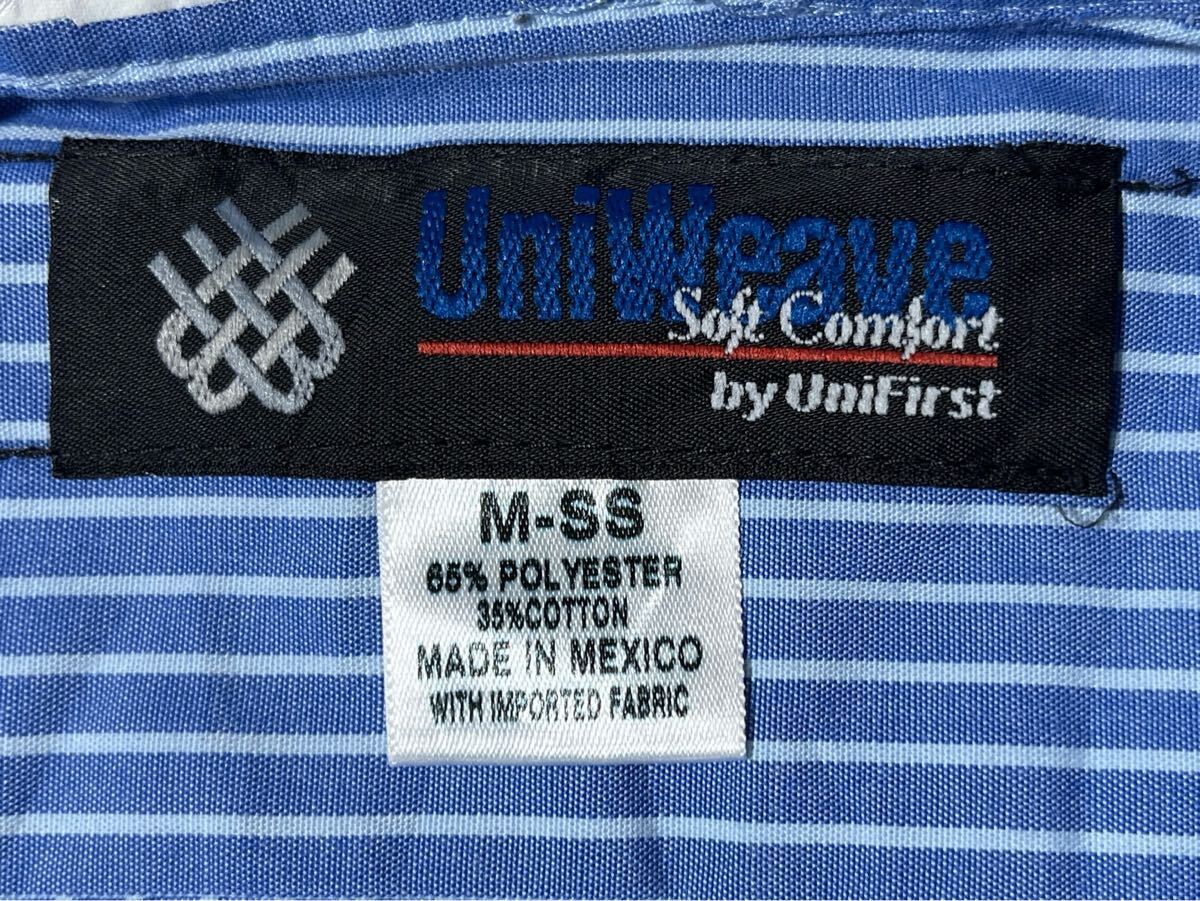 UniWeave
Soft Comfort
by UniFirst
M-SS
65% POLYESTER
35%COTTON
MADE IN MEXICO
WITH IMPORTED FABRIC